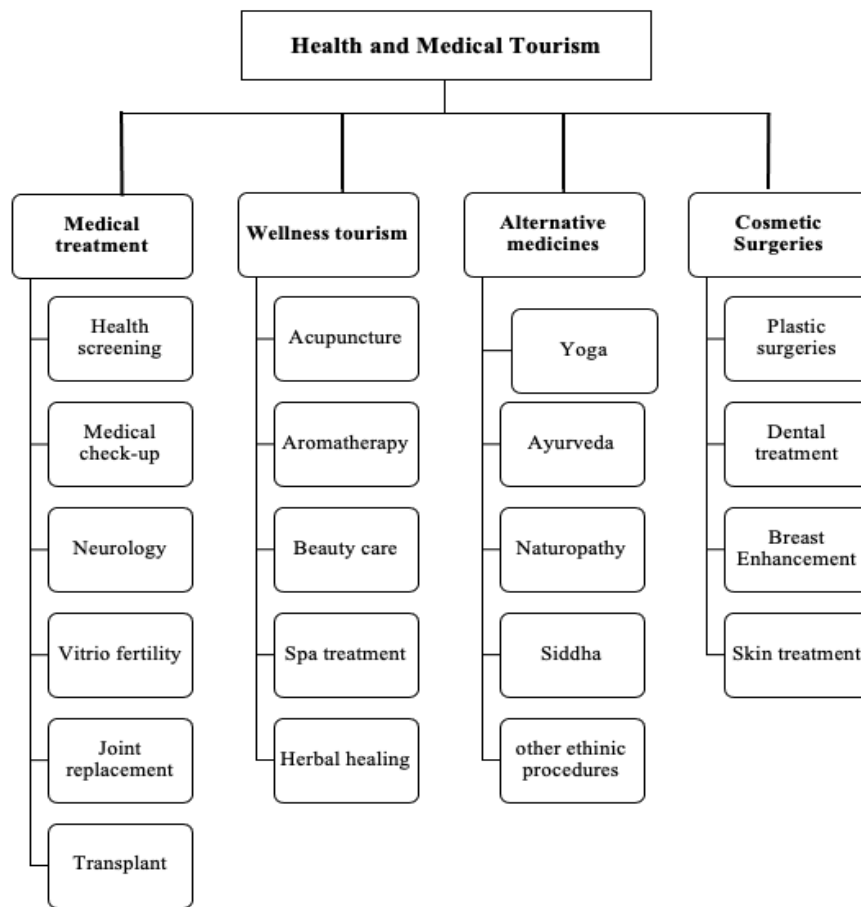 Health and Medical Tourism
Medical
treatment
Health
screening
Medical
check-up
Neurology
Vitrio fertility
Joint
replacement
Transplant
Wellness tourism
Acupuncture
Aromatherapy
Beauty care
Spa treatment
Herbal healing
Alternative
medicines
Yoga
Ayurveda
Naturopathy
Siddha
other ethinic
procedures
Cosmetic
Surgeries
Plastic
surgeries
Dental
treatment
Breast
Enhancement
Skin treatment